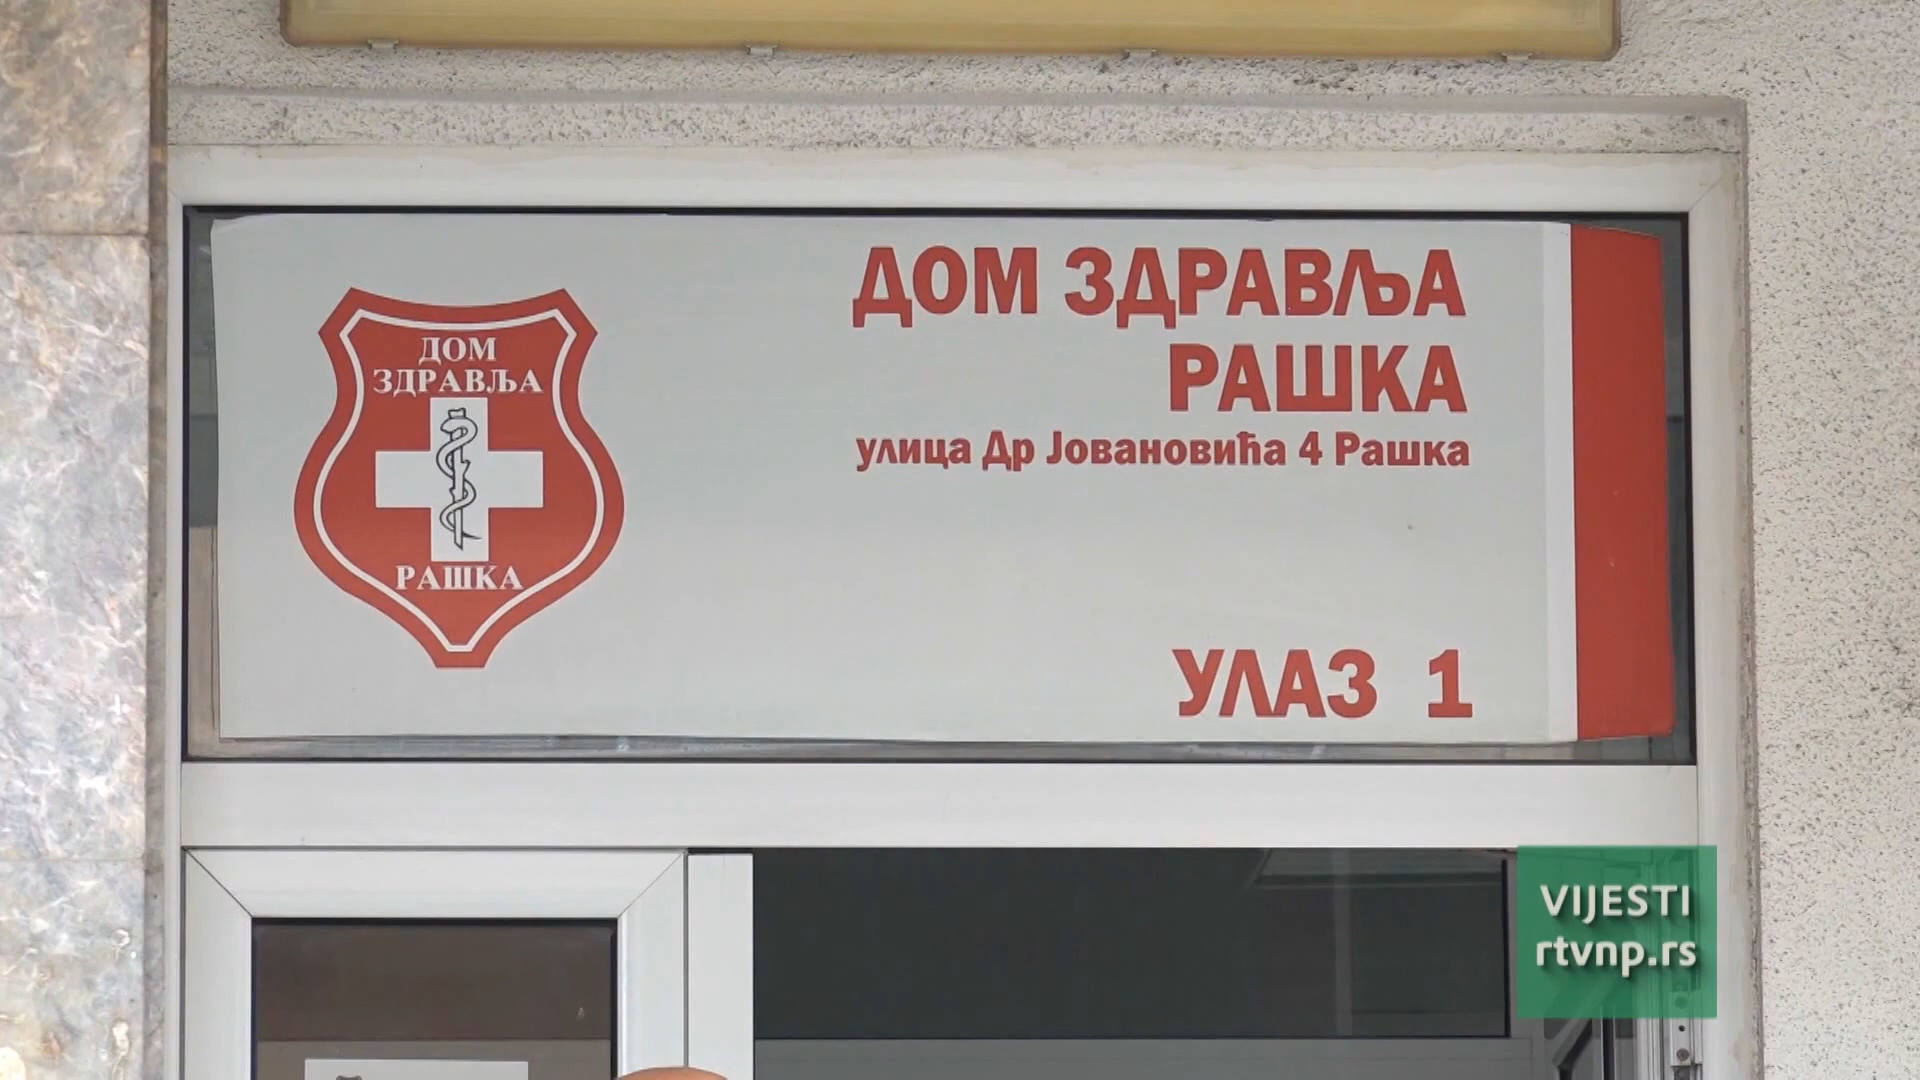 ДОМ ЗДРАВЉА
РАШКА
улица Др Јовановића 4 Рашка
УЛАЗ 1
ДОМ
ЗДРАВЉА
РАШКА
VIJESTI
rtvnp.rs